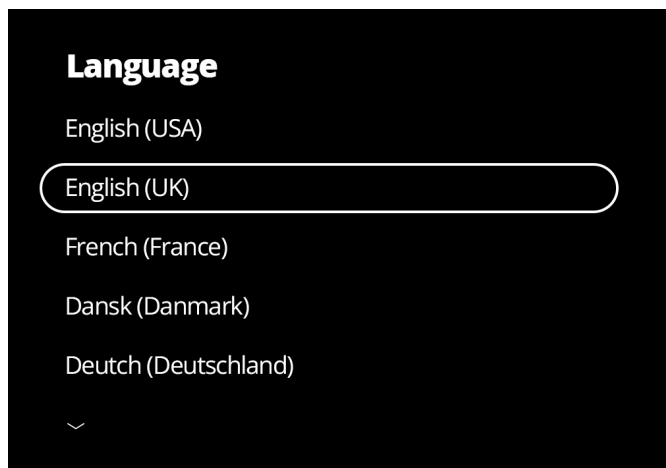 Language
English (USA)
English (UK)
French (France)
Dansk (Danmark)
Deutch (Deutschland)